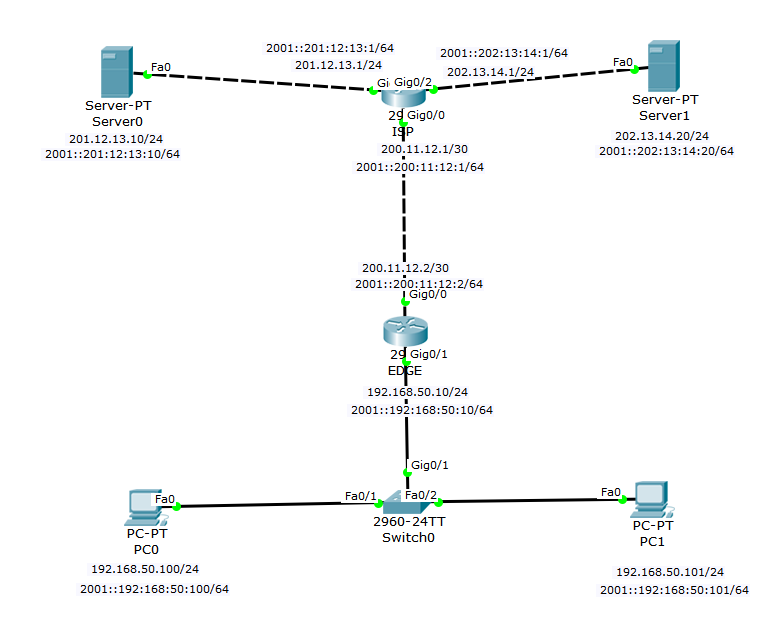 2001::201:12:13:1/64
2001::202:13:14:1/64
201.12.13.1/24
202.13.14.1/24
Fa0
Fa0
Gig0/2
Server-PT
Server0
Server-PT
Server1
Gig0/0
ISP
201.12.13.10/24
2001::201:12:13:10/64
202.13.14.20/24
2001::202:13:14:20/64
200.11.12.1/30
2001::200:11:12:1/64
200.11.12.2/30
2001::200:11:12:2/64
Gig0/0
29
Gig0/1
EDGE
192.168.50.10/24
2001::192:168:50:10/64
Gig0/1
Fa0
Fa0/1
Fa0/2
Fa0
2960-24TT
Switch0
PC-PT
PC0
PC-PT
PC1
192.168.50.100/24
2001::192:168:50:100/64
192.168.50.101/24
2001::192:168:50:101/64